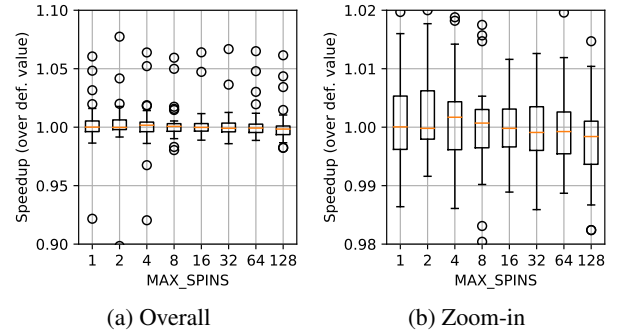 1.10
1.05
1.00
0.95
0.90
Speedup (over def. value)
1 2 4 8 16 32 64 128
MAX_SPINS
(a) Overall
1.02
1.01
1.00
0.99
0.98
Speedup (over def. value)
1 2 4 8 16 32 64 128
MAX_SPINS
(b) Zoom-in